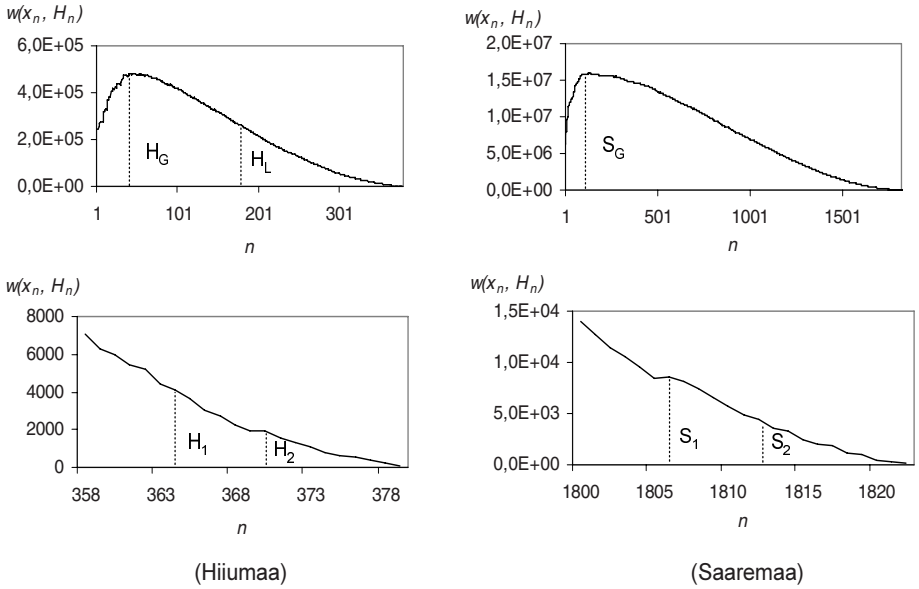 w(xn, Hn)
6,0E+05
4,0E+05
2,0E+05
0,0E+00
HG
HL
1 101 201 301
n
w(xn, Hn)
2,0E+07
1,5E+07
1,0E+07
5,0E+06
0,0E+00
SG
1 501 1001 1501
n
w(xn, Hn)
8000
6000
4000
2000
0
H1
H2
358 363 368 373 378
n
(Hiiumaa)
w(xn, Hn)
1,5E+04
1,0E+04
5,0E+03
0,0E+00
S1
S2
1800 1805 1810 1815 1820
n
(Saaremaa)